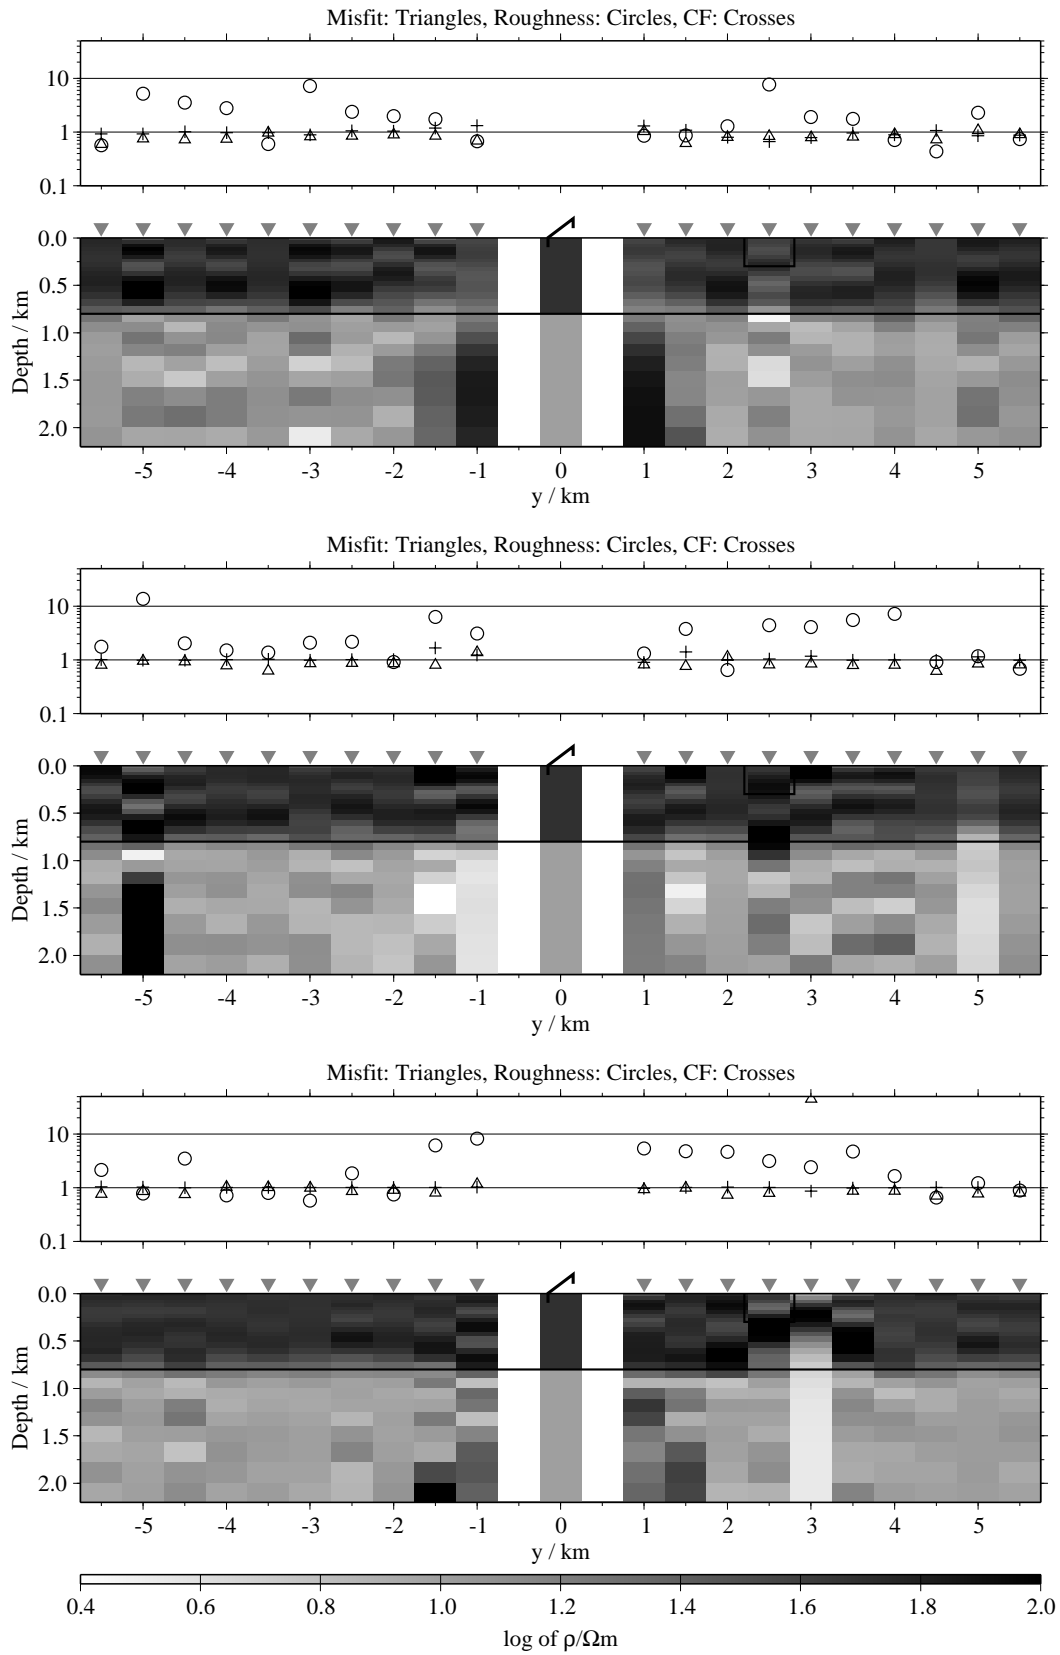 Misfit: Triangles, Roughness: Circles, CF: Crosses
10
1
0.1
0.0
0.5
1.0
1.5
2.0
Depth / km
-5 -4 -3 -2 -1 0 1 2 3 4 5
y / km
Misfit: Triangles, Roughness: Circles, CF: Crosses
10
1
0.1
0.0
0.5
1.0
1.5
2.0
Depth / km
-5 -4 -3 -2 -1 0 1 2 3 4 5
y / km
Misfit: Triangles, Roughness: Circles, CF: Crosses
10
1
0.1
0.0
0.5
1.0
1.5
2.0
Depth / km
-5 -4 -3 -2 -1 0 1 2 3 4 5
y / km
0.4 0.6 0.8 1.0 1.2 1.4 1.6 1.8 2.0
log of ρ/Ωm